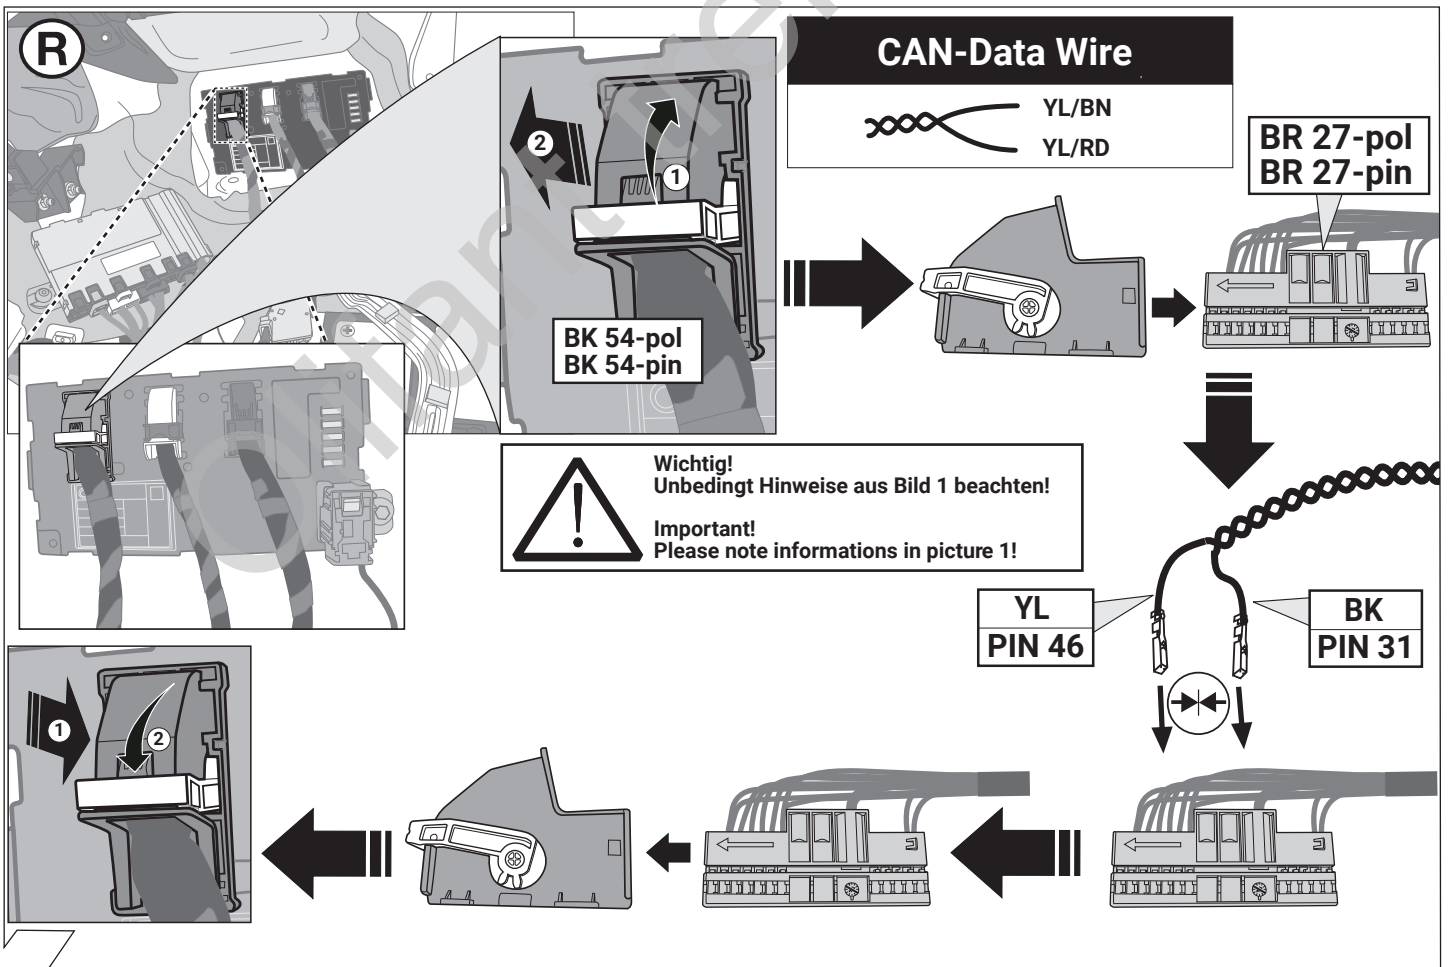 R
CAN-Data Wire
YL/BN
YL/RD
2
1
BK 54-pol
BK 54-pin
BR 27-pol
BR 27-pin
Wichtig!
Unbedingt Hinweise aus Bild 1 beachten!
Important!
Please note informations in picture 1!
YL
PIN 46
BK
PIN 31
1
2